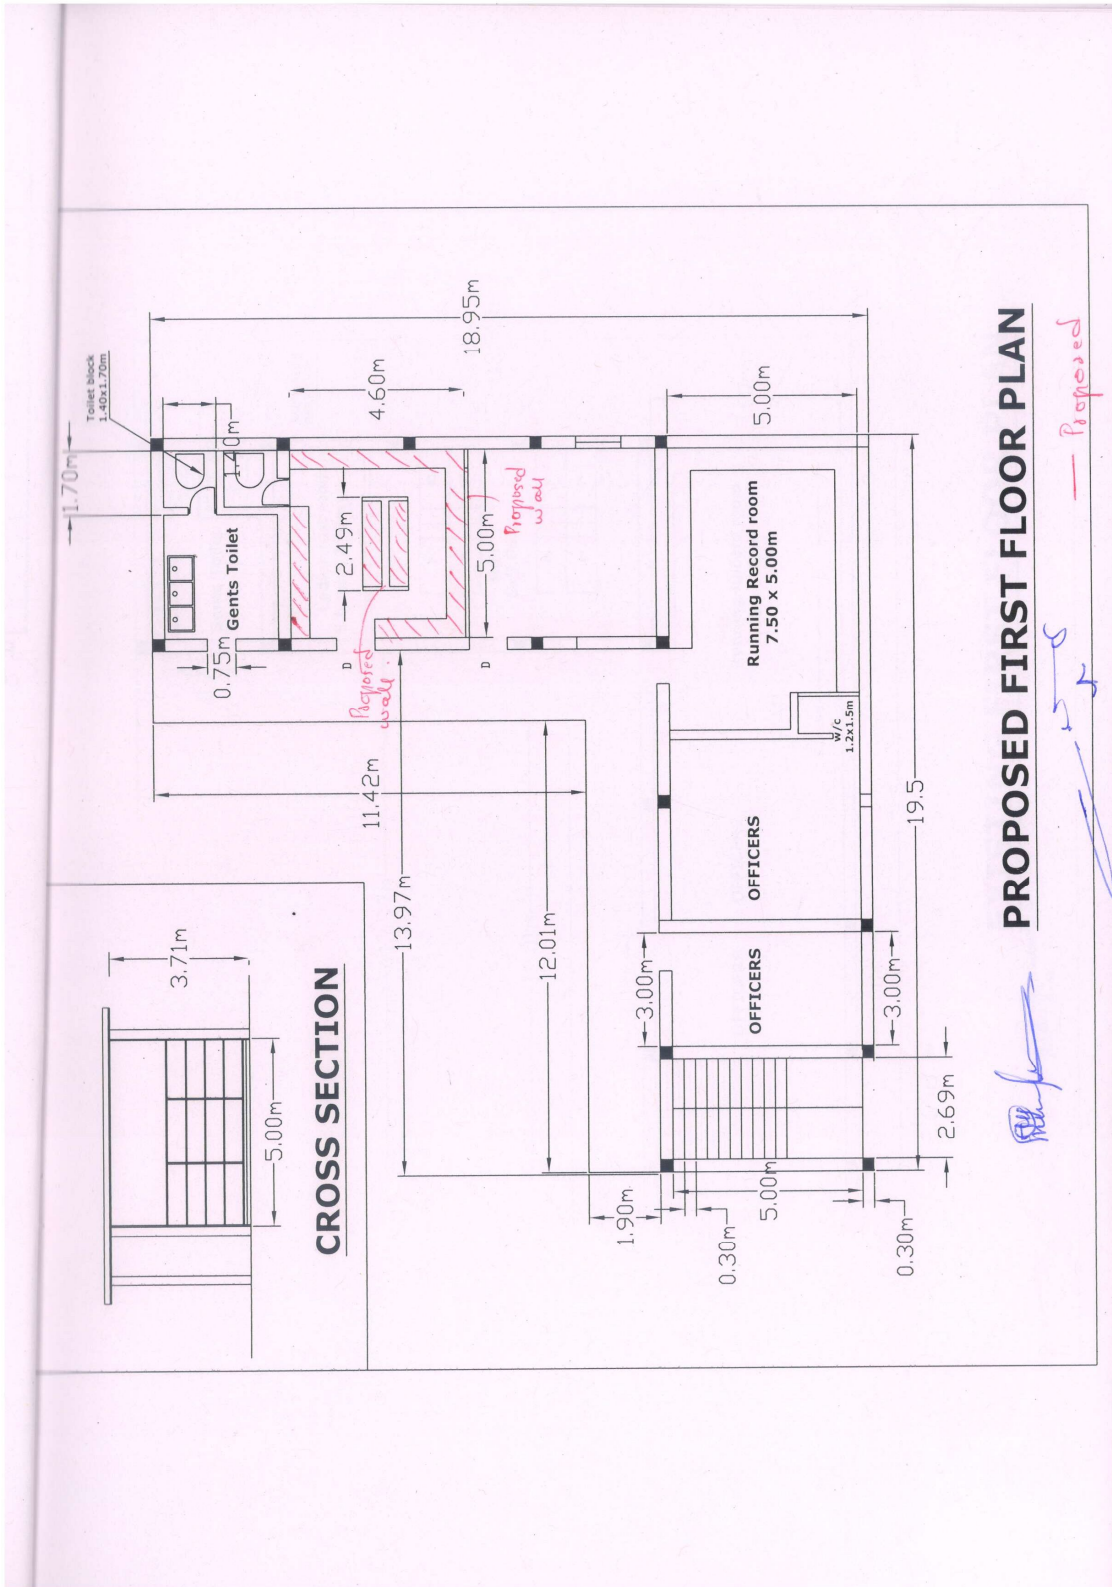 Toilet block
1.40x1.70m
1.70m
1.40m
Gents Toilet
0.75m
4.60m
18.95m
2.49m
5.00m
Proposed
wall
Proposed
wall
D
D
5.00m
Running Record room
7.50 x 5.00m
w/c
1.2x1.5m
11.42m
13.97m
12.01m
OFFICERS
OFFICERS
3.00m
3.00m
19.5
2.69m
5.00m
1.90m
0.30m
0.30m
3.71m
5.00m
CROSS SECTION
PROPOSED FIRST FLOOR PLAN
— Proposed